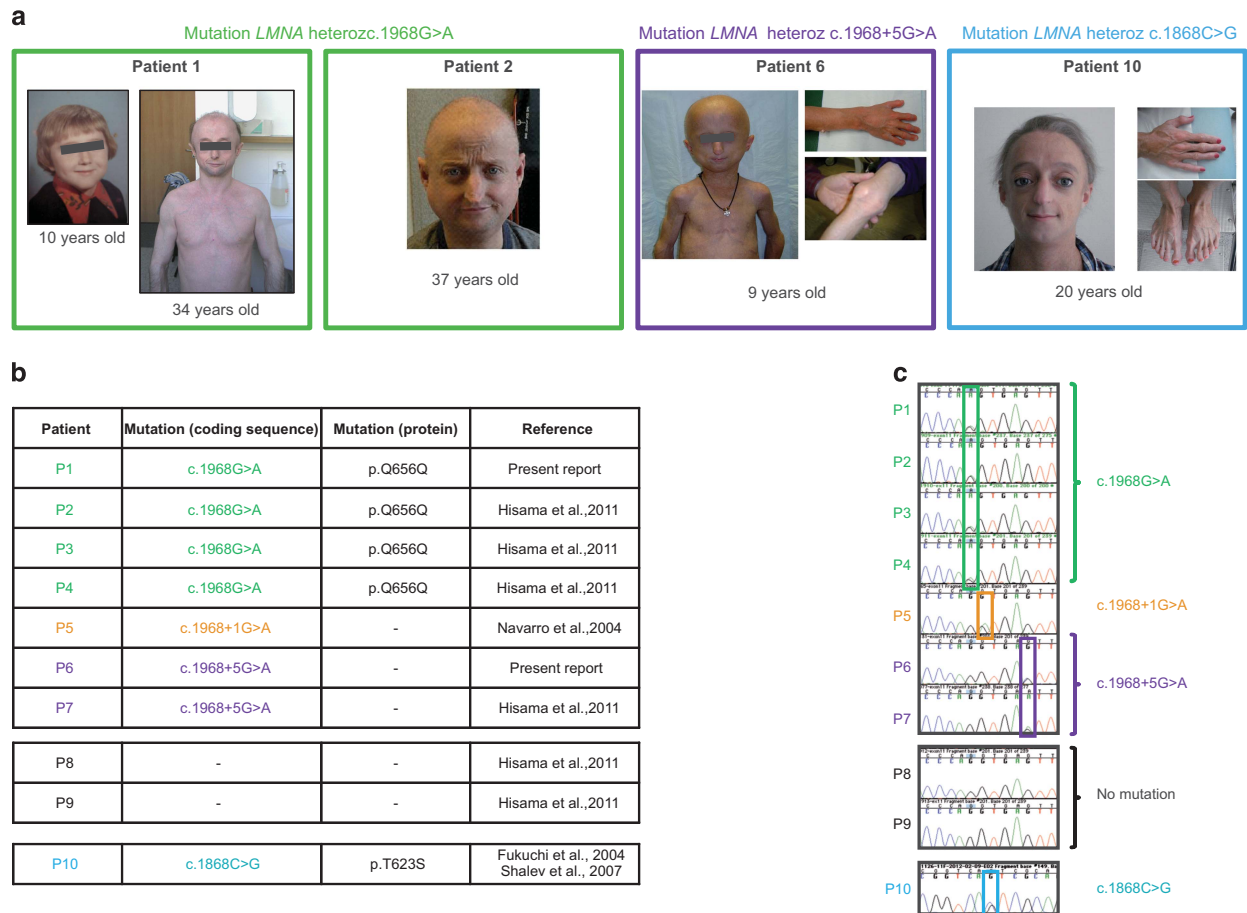 a
Mutation LMNA heterozc.1968G>A
Mutation LMNA heteroz c.1968+5G>A
Mutation LMNA heteroz c.1868C>G
Patient 1
Patient 2
Patient 6
Patient 10
10 years old
34 years old
37 years old
9 years old
20 years old
b
Patient Mutation (coding sequence) Mutation (protein) Reference
P1 c.1968G>A p.Q656Q Present report
P2 c.1968G>A p.Q656Q Hisama et al.,2011
P3 c.1968G>A p.Q656Q Hisama et al.,2011
P4 c.1968G>A p.Q656Q Hisama et al.,2011
P5 c.1968+1G>A - Navarro et al.,2004
P6 c.1968+5G>A - Present report
P7 c.1968+5G>A - Hisama et al.,2011
P8 - - Hisama et al.,2011
P9 - - Hisama et al.,2011
P10 c.1868C>G p.T623S Fukuchi et al., 2004
Shalev et al., 2007
c
P1
P2
P3
P4
c.1968G>A
P5
c.1968+1G>A
P6
P7
c.1968+5G>A
P8
P9
No mutation
P10
c.1868C>G